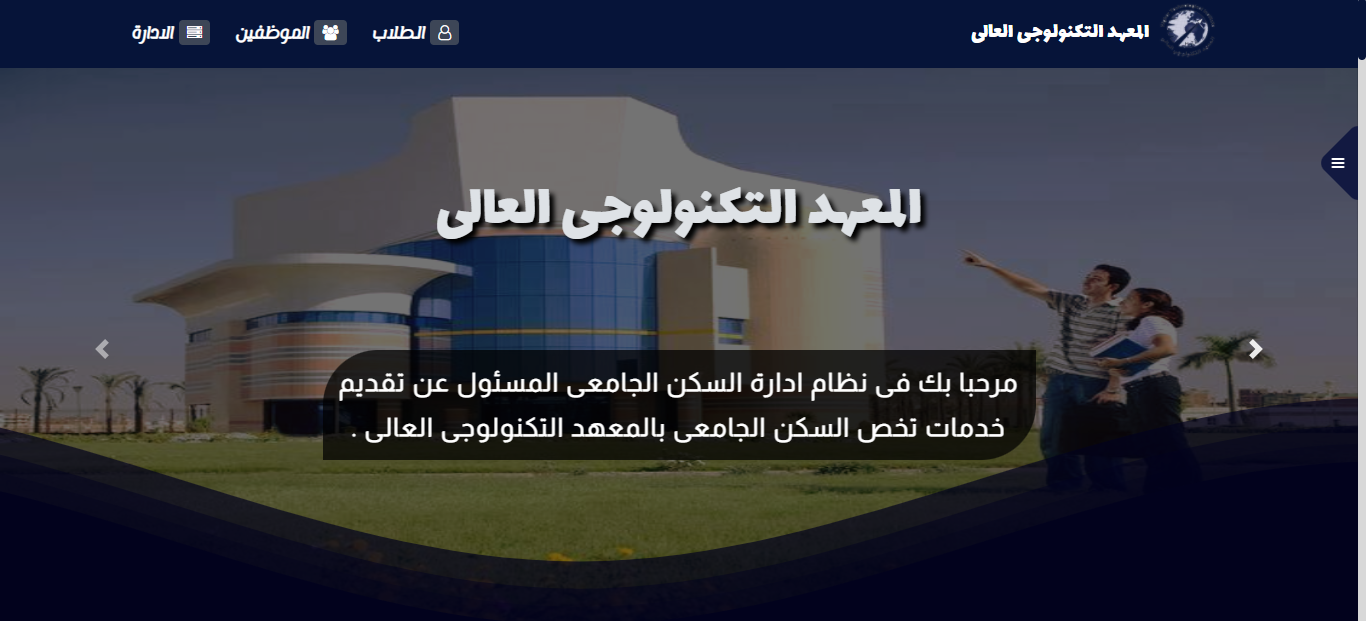 المعهد التكنولوجى العالى
الطلاب
الموظفين
الادارة
المعهد التكنولوجى العالى
مرحبا بك فى نظام ادارة السكن الجامعى المسئول عن تقديم
خدمات تخص السكن الجامعى بالمعهد التكنولوجى العالى .